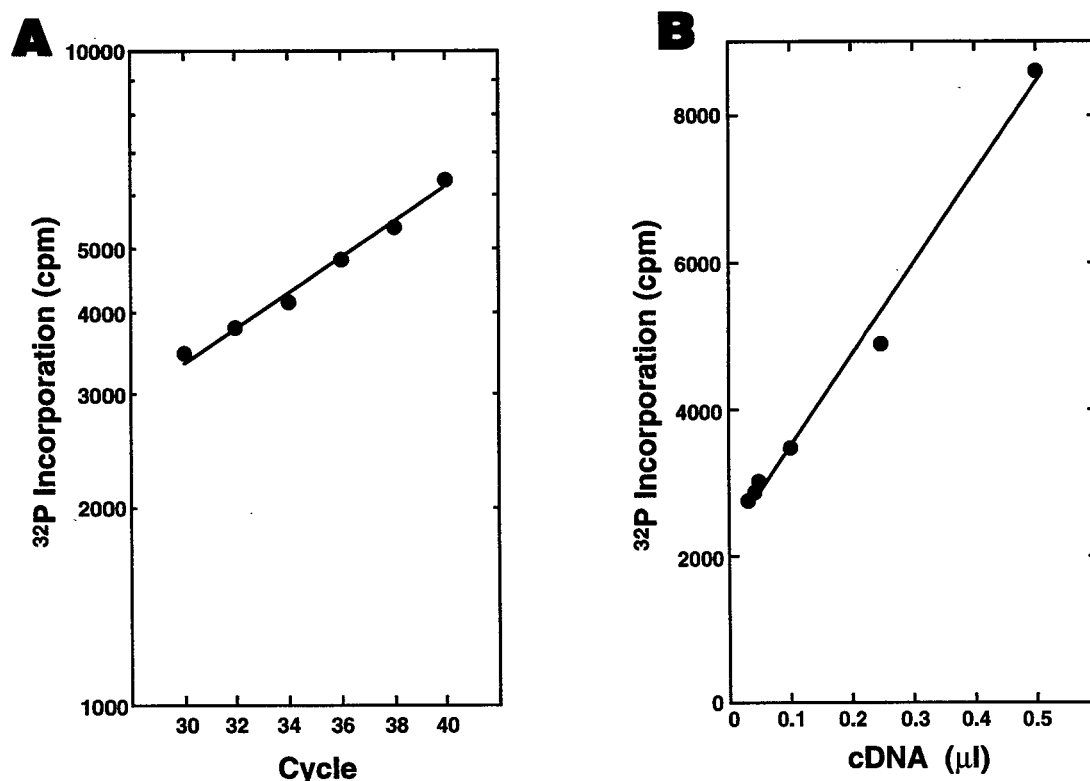 A
10000
5000
4000
3000
2000
1000
32P Incorporation (cpm)
30 32 34 36 38 40
Cycle
B
8000
6000
4000
2000
0
32P Incorporation (cpm)
0 0.1 0.2 0.3 0.4 0.5
cDNA (μl)